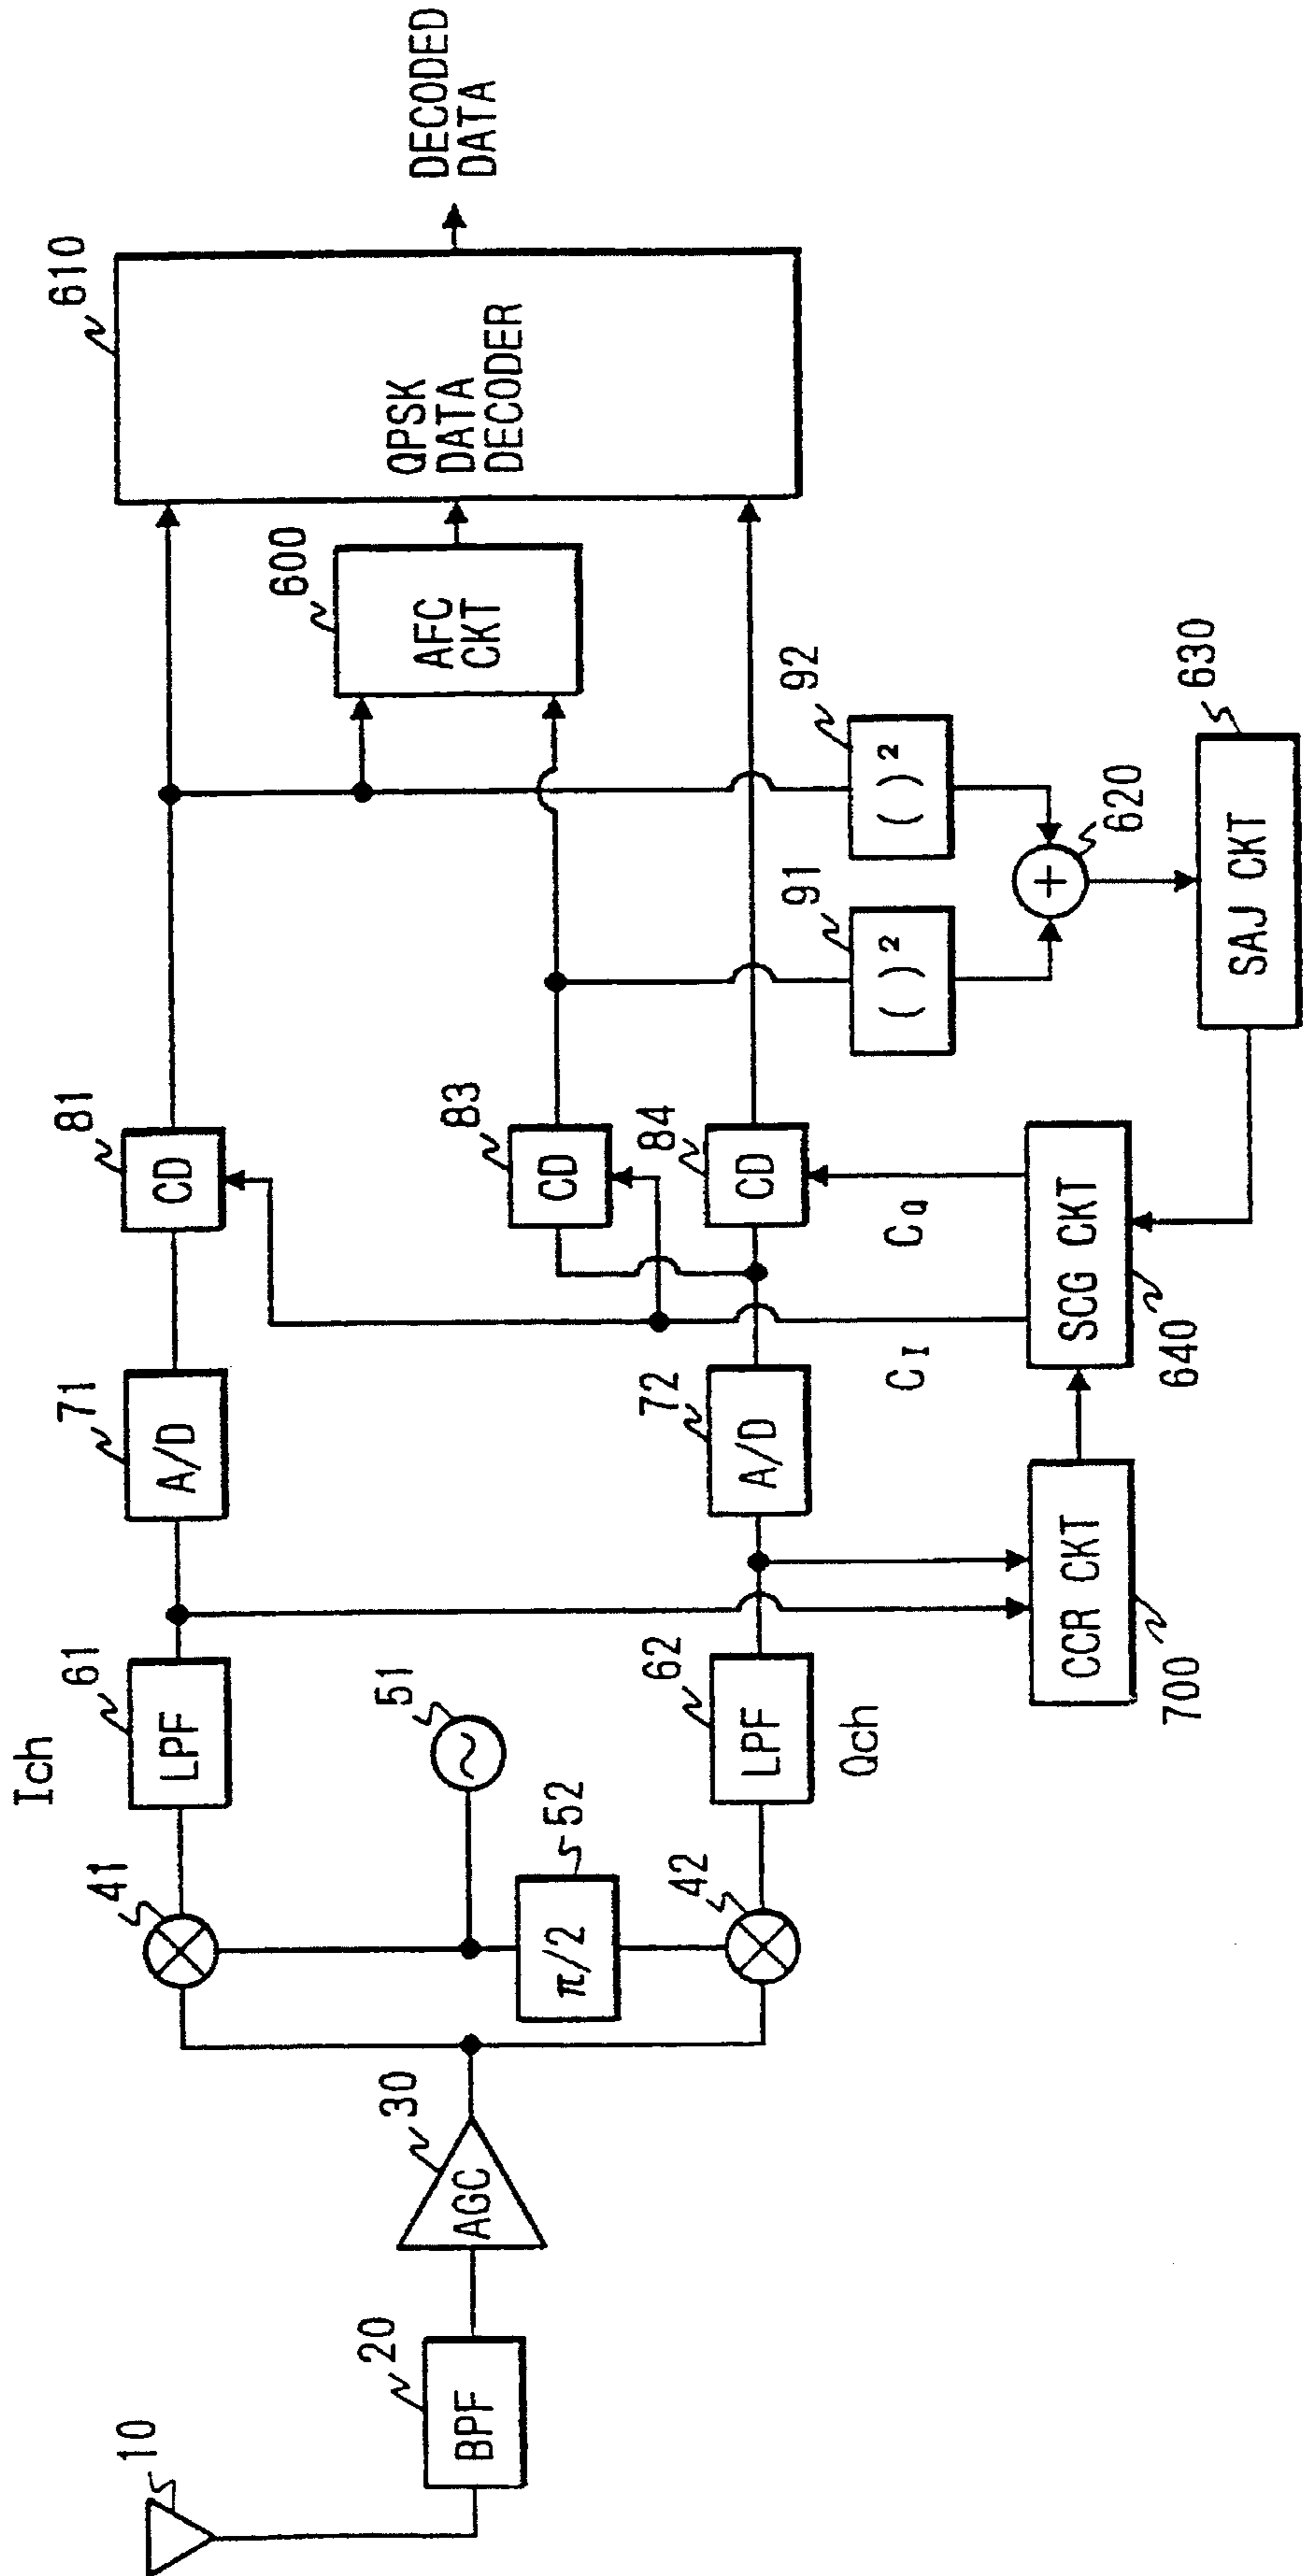 10
20
BPF
30
AGC
41
42
51
52
π/2
Ich
61
LPF
62
LPF
Qch
71
A/D
72
A/D
700
CCR CKT
81
CD
83
CD
84
CD
C I
C Q
640
SCG CKT
91
( ) 2
92
( ) 2
620
+
630
SAJ CKT
600
AFC
CKT
610
QPSK
DATA
DECODER
DECODED
DATA